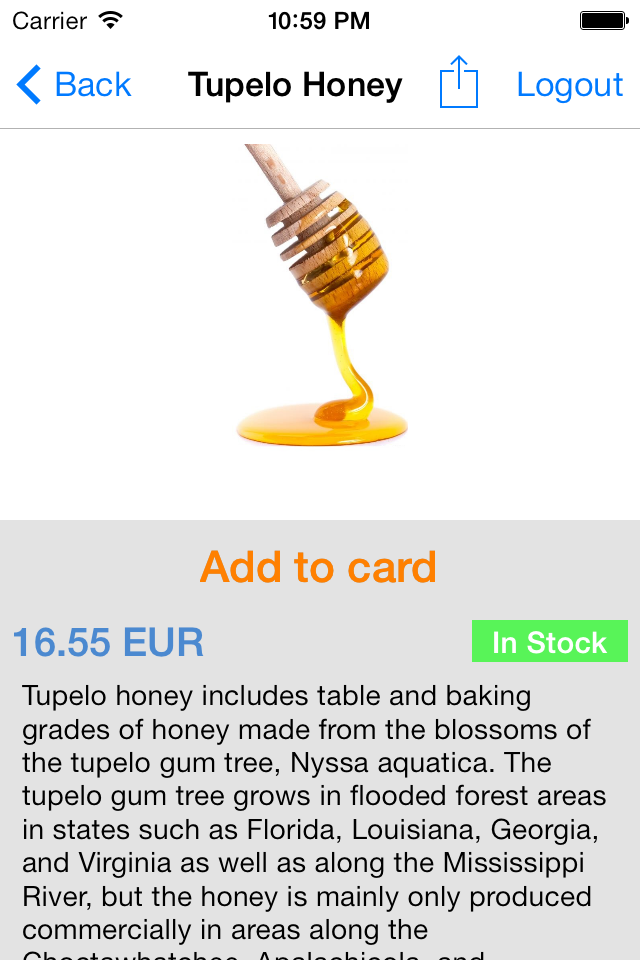 Carrier 10:59 PM
Back Tupelo Honey Logout
Add to card
16.55 EUR In Stock
Tupelo honey includes table and baking
grades of honey made from the blossoms of
the tupelo gum tree, Nyssa aquatica. The
tupelo gum tree grows in flooded forest areas
in states such as Florida, Louisiana, Georgia,
and Virginia as well as along the Mississippi
River, but the honey is mainly only produced
commercially in areas along the
Choctawhatchee, Apalachicola, and